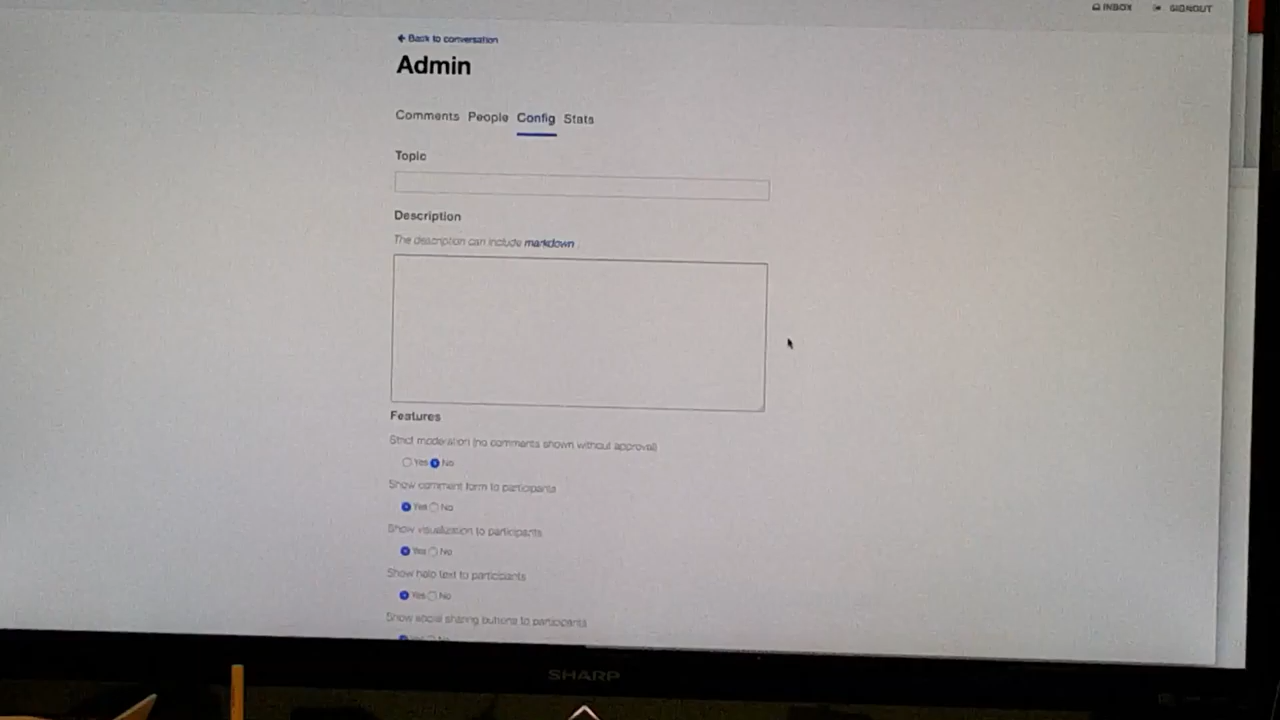 INBOX SIGNOUT
Back to conversation
Admin
Comments People Config Stats
Topic
Description
The description can include markdown.
Features
Strict moderation (no comments shown without approval)
Yes No
Show comment form to participants
Yes No
Show visualization to participants
Yes No
Show help text to participants
Yes No
Show social sharing buttons to participants
Yes No
SHARP